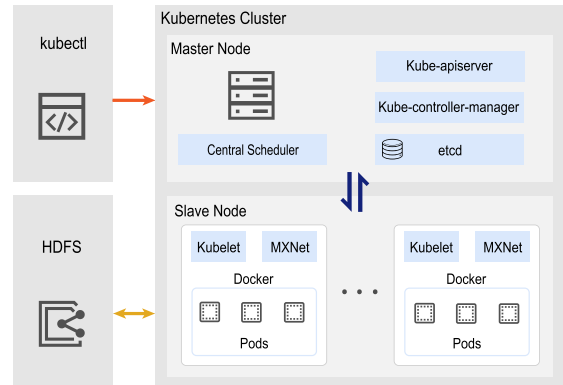 kubectl
</>
HDFS
Kubernetes Cluster
Master Node
Kube-apiserver
Kube-controller-manager
Central Scheduler
etcd
Slave Node
Kubelet MXNet
Docker
Pods
...
Kubelet MXNet
Docker
Pods